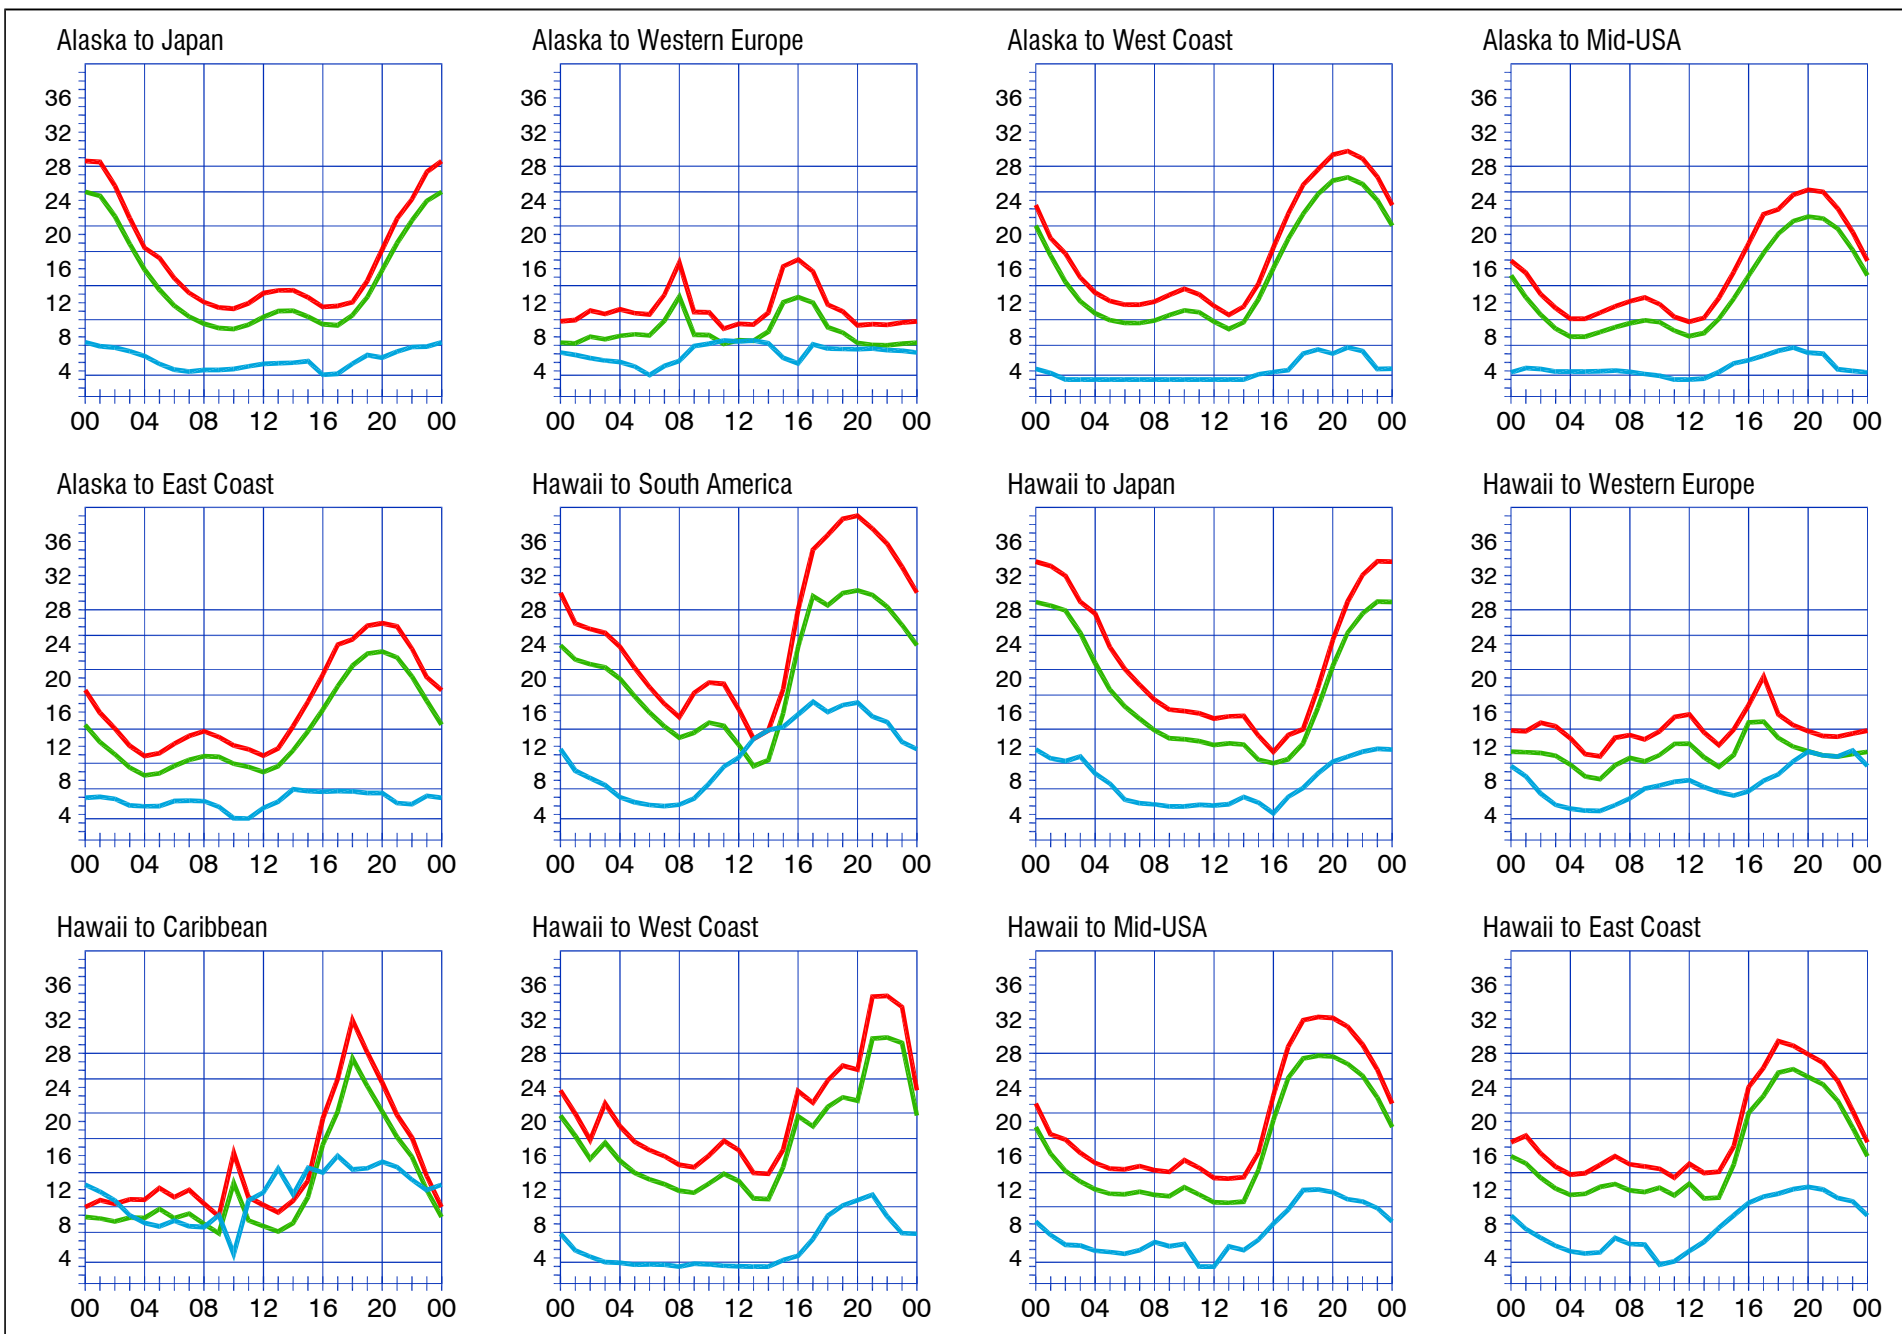 Alaska to Japan Alaska to Western Europe Alaska to West Coast Alaska to Mid-USA
36 36 36 36
32 32 32 32
28 28 28 28
24 24 24 24
20 20 20 20
16 16 16 16
12 12 12 12
8 8 8 8
4 4 4 4
00 04 08 12 16 20 00 00 04 08 12 16 20 00 00 04 08 12 16 20 00 00 04 08 12 16 20 00
Alaska to East Coast Hawaii to South America Hawaii to Japan Hawaii to Western Europe
36 36 36 36
32 32 32 32
28 28 28 28
24 24 24 24
20 20 20 20
16 16 16 16
12 12 12 12
8 8 8 8
4 4 4 4
00 04 08 12 16 20 00 00 04 08 12 16 20 00 00 04 08 12 16 20 00 00 04 08 12 16 20 00
Hawaii to Caribbean Hawaii to West Coast Hawaii to Mid-USA Hawaii to East Coast
36 36 36 36
32 32 32 32
28 28 28 28
24 24 24 24
20 20 20 20
16 16 16 16
12 12 12 12
8 8 8 8
4 4 4 4
00 04 08 12 16 20 00 00 04 08 12 16 20 00 00 04 08 12 16 20 00 00 04 08 12 16 20 00